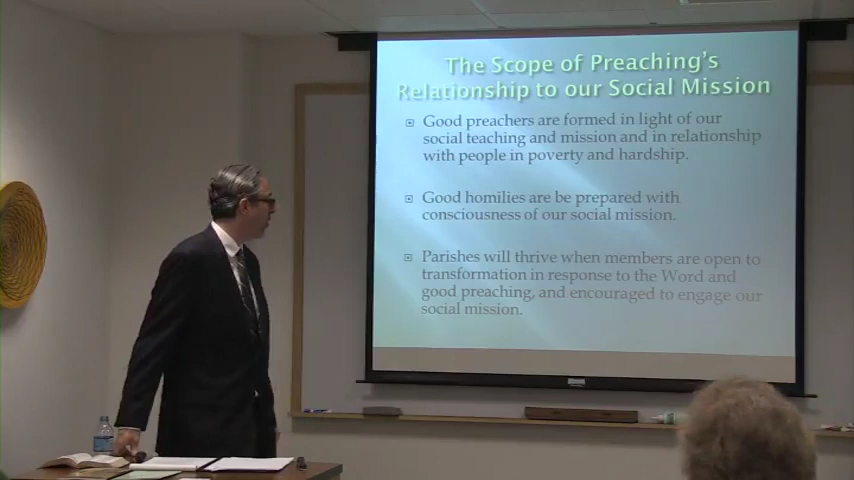 The Scope of Preaching's
Relationship to our Social Mission
Good preachers are formed in light of our
social teaching and mission and in relationship
with people in poverty and hardship.
Good homilies are be prepared with
consciousness of our social mission.
Parishes will thrive when members are open to
transformation in response to the Word and
good preaching, and encouraged to engage our
social mission.